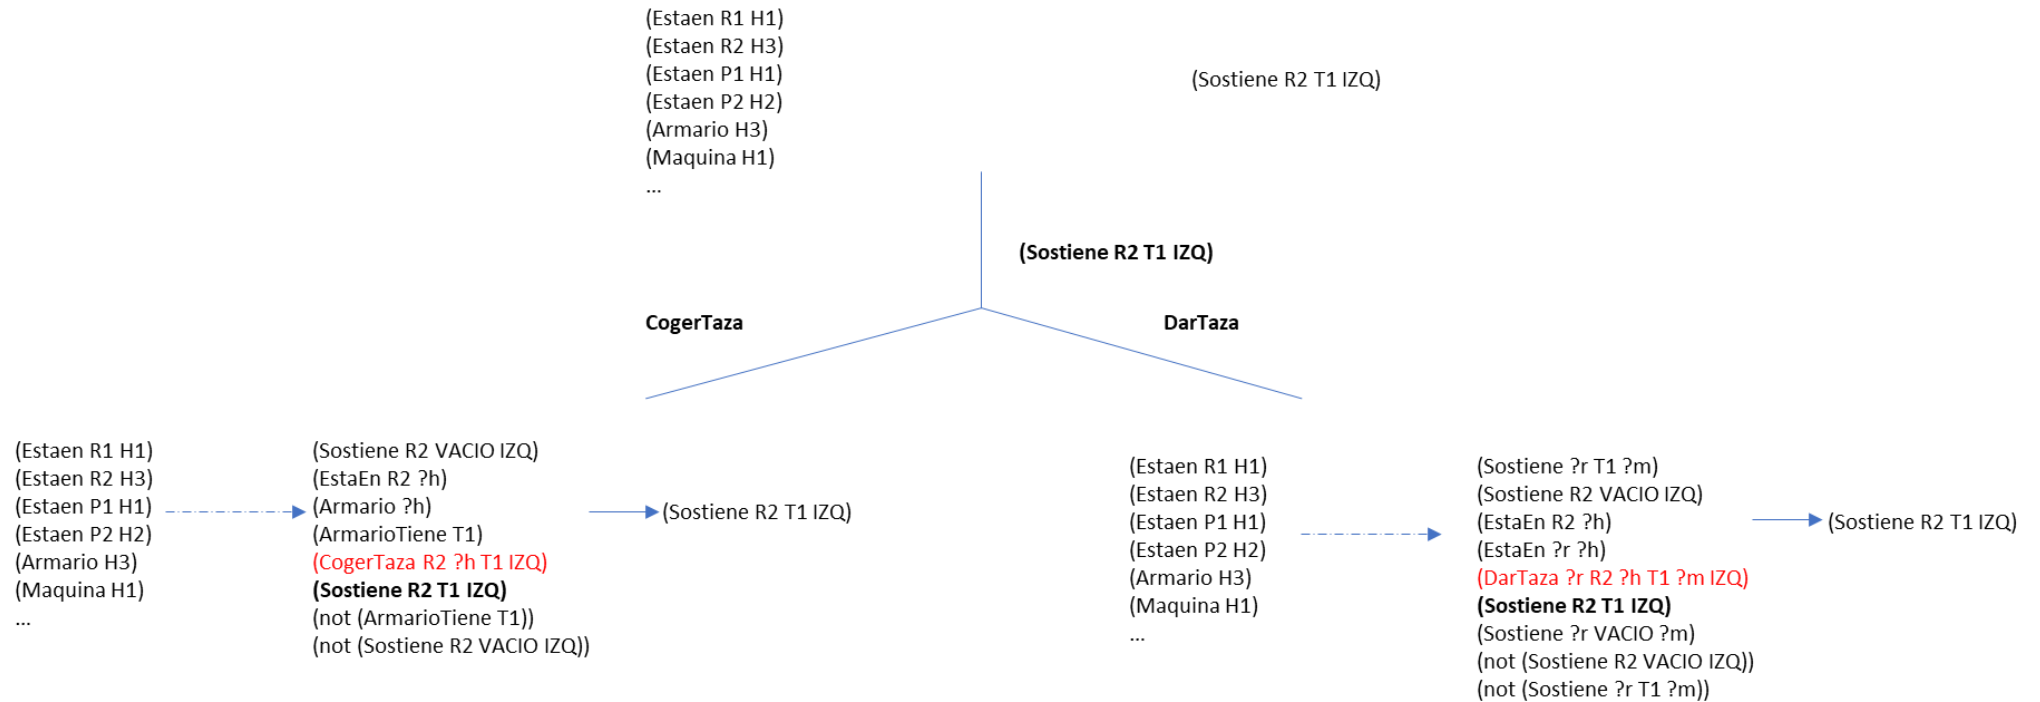 (Estaen R1 H1)
(Estaen R2 H3)
(Estaen P1 H1)
(Estaen P2 H2)
(Armario H3)
(Maquina H1)
...
(Sostiene R2 T1 IZQ)
(Sostiene R2 T1 IZQ)
CogerTaza
DarTaza
(Estaen R1 H1)
(Estaen R2 H3)
(Estaen P1 H1)
(Estaen P2 H2)
(Armario H3)
(Maquina H1)
...
(Sostiene R2 VACIO IZQ)
(EstaEn R2 ?h)
(Armario ?h)
(ArmarioTiene T1)
(CogerTaza R2 ?h T1 IZQ)
(Sostiene R2 T1 IZQ)
(not (ArmarioTiene T1))
(not (Sostiene R2 VACIO IZQ))
(Sostiene R2 T1 IZQ)
(Estaen R1 H1)
(Estaen R2 H3)
(Estaen P1 H1)
(Estaen P2 H2)
(Armario H3)
(Maquina H1)
...
(Sostiene ?r T1 ?m)
(Sostiene R2 VACIO IZQ)
(EstaEn R2 ?h)
(EstaEn ?r ?h)
(DarTaza ?r R2 ?h T1 ?m IZQ)
(Sostiene R2 T1 IZQ)
(Sostiene ?r VACIO ?m)
(not (Sostiene R2 VACIO IZQ))
(not (Sostiene ?r T1 ?m))
(Sostiene R2 T1 IZQ)